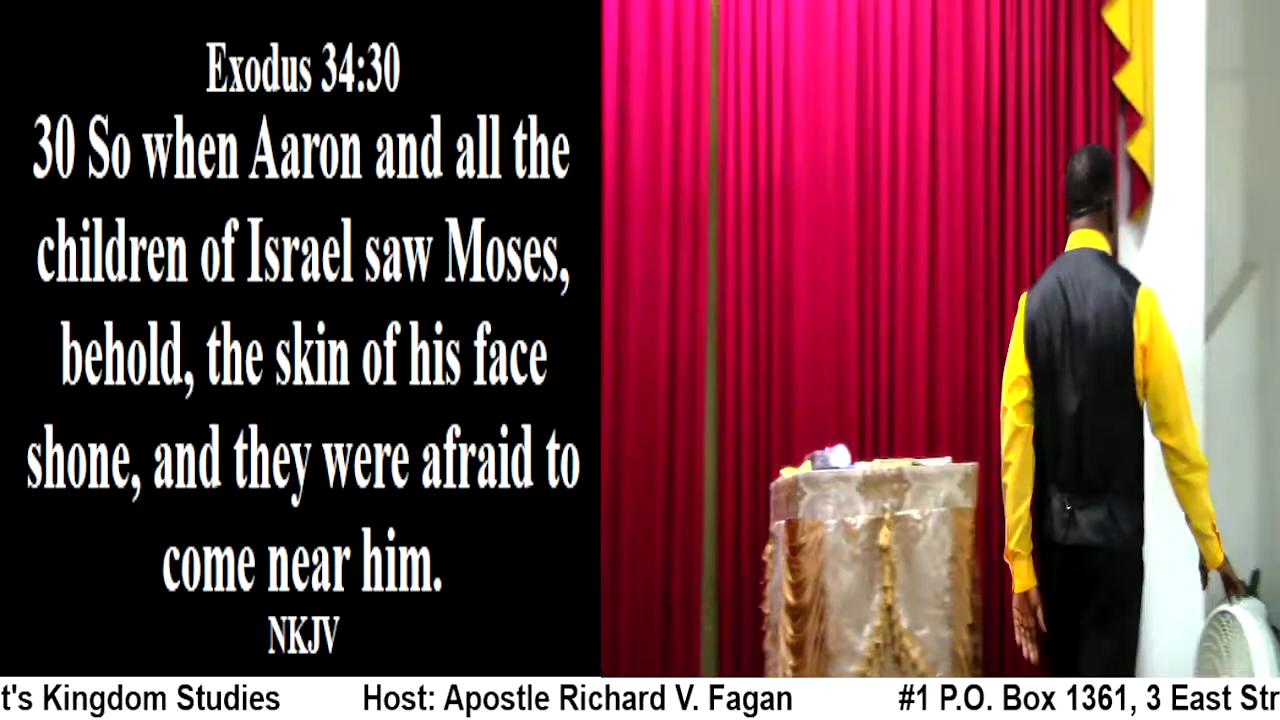 Exodus 34:30
30 So when Aaron and all the
children of Israel saw Moses,
behold, the skin of his face
shone, and they were afraid to
come near him.
NKJV
t's Kingdom Studies Host: Apostle Richard V. Fagan #1 P.O. Box 1361, 3 East Str